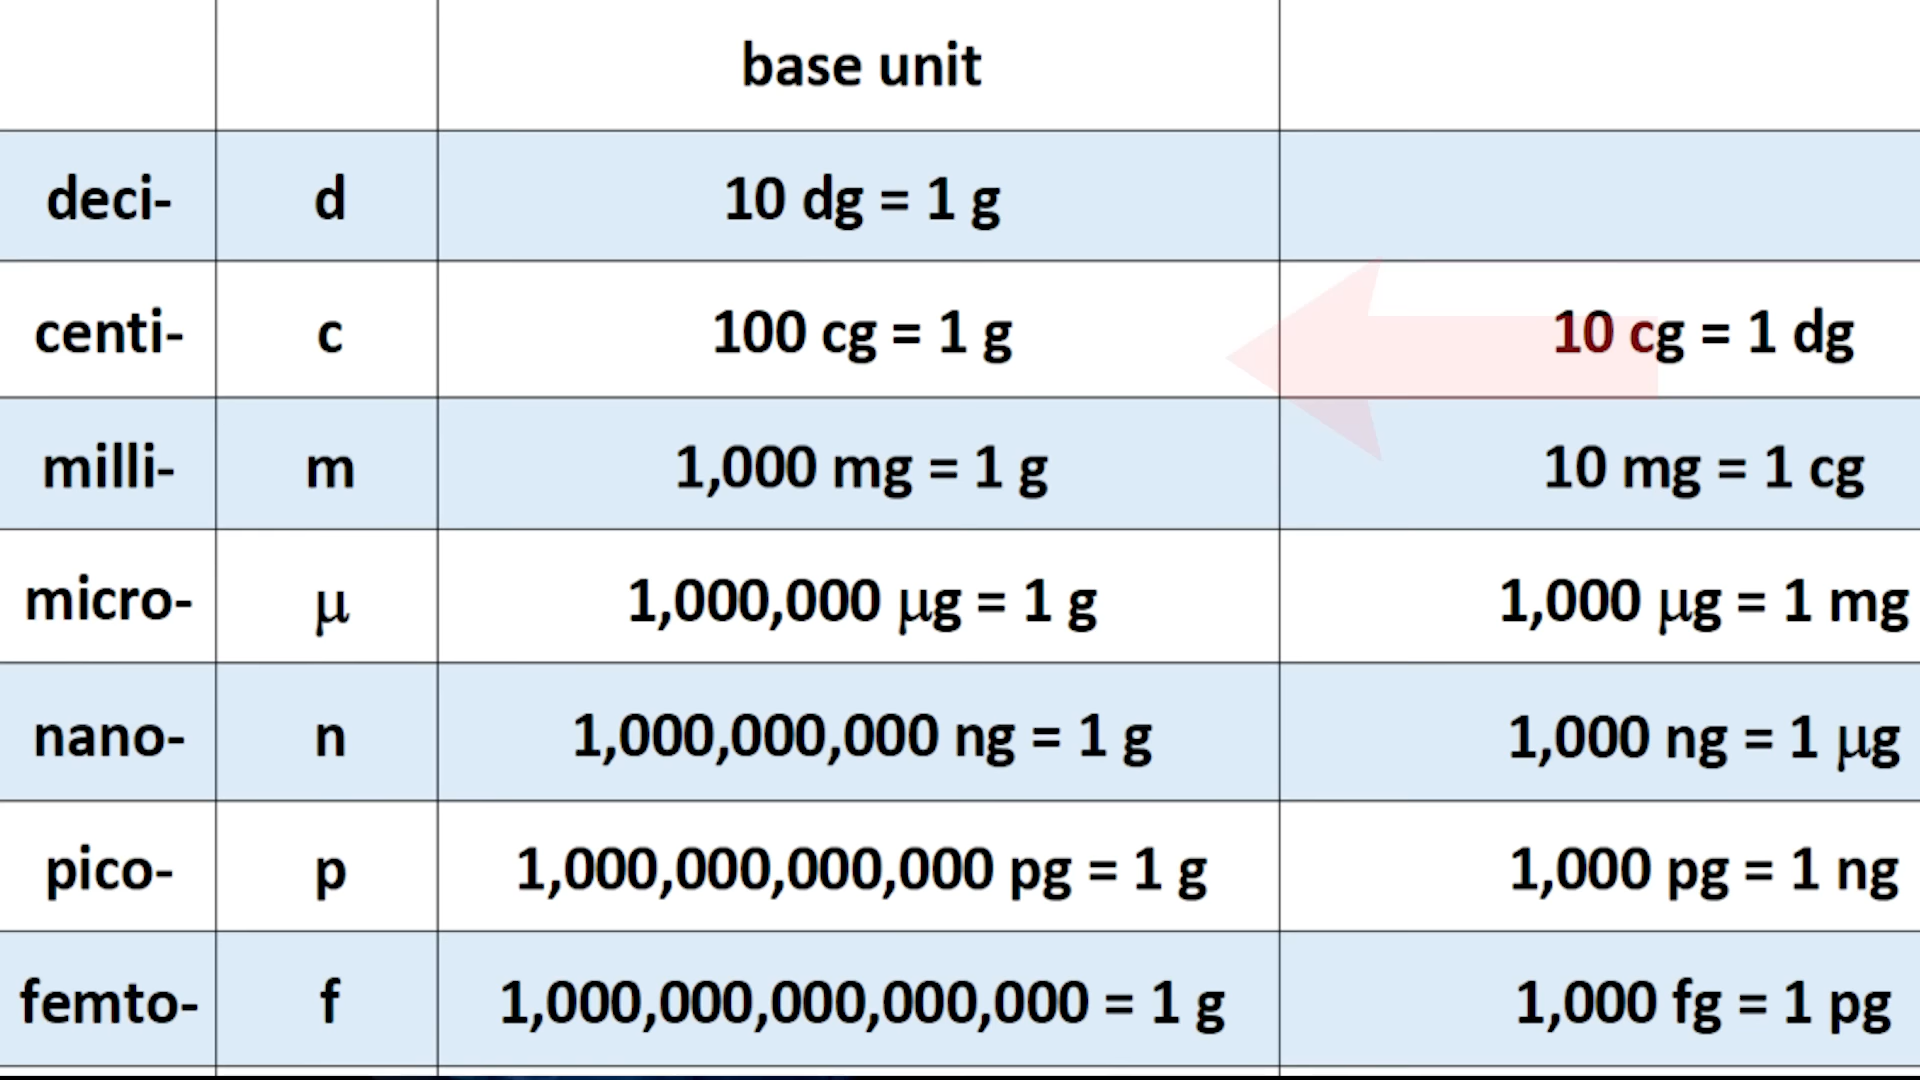 base unit
deci- d 10 dg = 1 g
centi- c 100 cg = 1 g 10 cg = 1 dg
milli- m 1,000 mg = 1 g 10 mg = 1 cg
micro- μ 1,000,000 μg = 1 g 1,000 μg = 1 mg
nano- n 1,000,000,000 ng = 1 g 1,000 ng = 1 μg
pico- p 1,000,000,000,000 pg = 1 g 1,000 pg = 1 ng
femto- f 1,000,000,000,000,000 = 1 g 1,000 fg = 1 pg